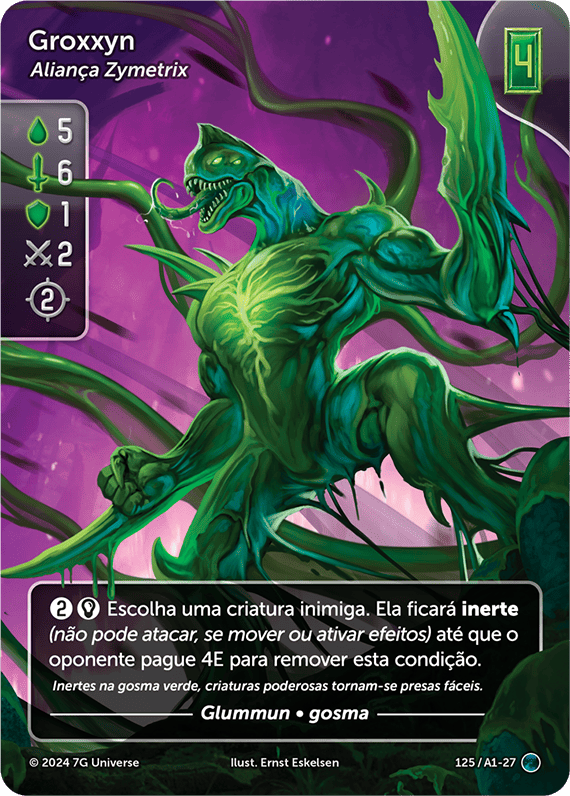 Groxxyn
Aliança Zymetrix
4
5
6
1
2
2
2 Escolha uma criatura inimiga. Ela ficará inerte
(não pode atacar, se mover ou ativar efeitos) até que o
oponente pague 4E para remover esta condição.
Inertes na gosma verde, criaturas poderosas tornam-se presas fáceis.
Glummun • gosma
© 2024 7G Universe
Ilust. Ernst Eskelsen
125 / A1-27